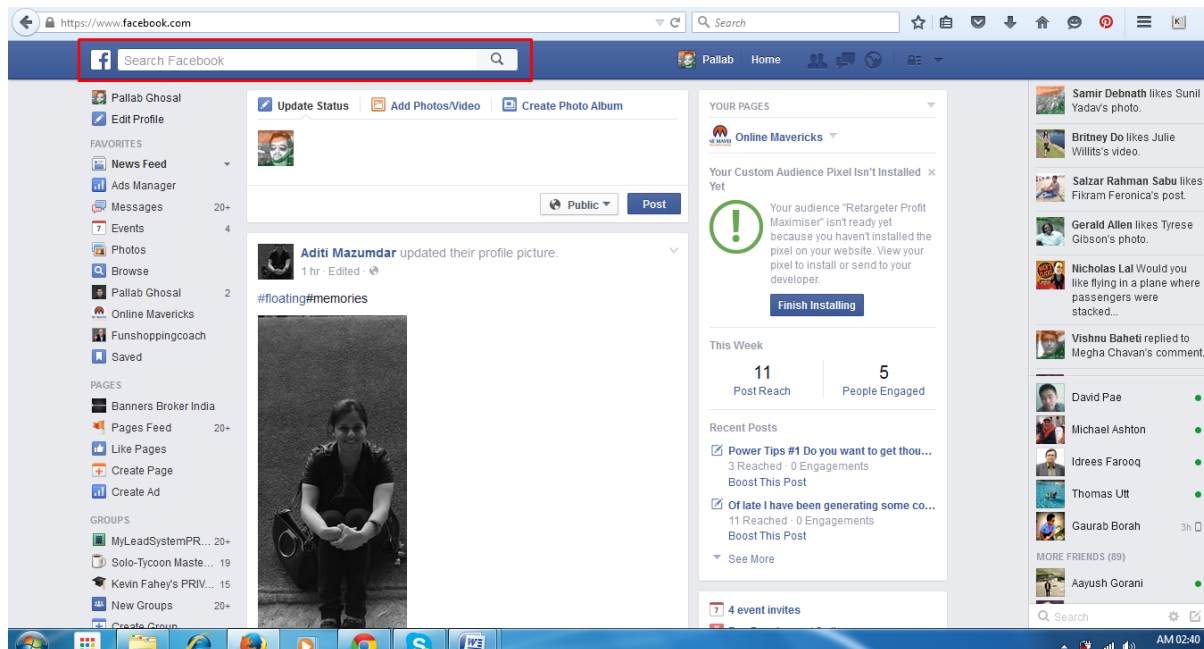 https://www.facebook.com
Search
Search Facebook
Pallab
Home
Pallab Ghosal
Edit Profile
FAVORITES
News Feed
Ads Manager
Messages 20+
Events 4
Photos
Browse
Pallab Ghosal 2
Online Mavericks
Funshoppingcoach
Saved
PAGES
Banners Broker India
Pages Feed 20+
Like Pages
Create Page
Create Ad
GROUPS
MyLeadSystemPR... 20+
Solo-Tycoon Maste... 19
Kevin Fahey's PRIV... 15
New Groups 20+
Create Group
Update Status
Add Photos/Video
Create Photo Album
Public
Post
Aditi Mazumdar updated their profile picture.
1 hr · Edited ·
#floating#memories
YOUR PAGES
Online Mavericks
Your Custom Audience Pixel Isn't Installed
Yet
Your audience "Retargeter Profit
Maximiser" isn't ready yet
because you haven't installed the
pixel on your website. View your
pixel to install or send to your
developer.
Finish Installing
This Week
11
Post Reach
5
People Engaged
Recent Posts
Power Tips #1 Do you want to get thou...
3 Reached · 0 Engagements
Boost This Post
Of late I have been generating some co...
11 Reached · 0 Engagements
Boost This Post
See More
4 event invites
Samir Debnath likes Sunil
Yadav's photo.
Britney Do likes Julie
Willits's video.
Salzar Rahman Sabu likes
Fikram Feronica's post.
Gerald Allen likes Tyrese
Gibson's photo.
Nicholas Lal Would you
like flying in a plane where
passengers were
stacked...
Vishnu Baheti replied to
Megha Chavan's comment.
David Pae
Michael Ashton
Idrees Farooq
Thomas Utt
Gaurab Borah 3h
MORE FRIENDS (89)
Aayush Gorani
Search
AM 02:40